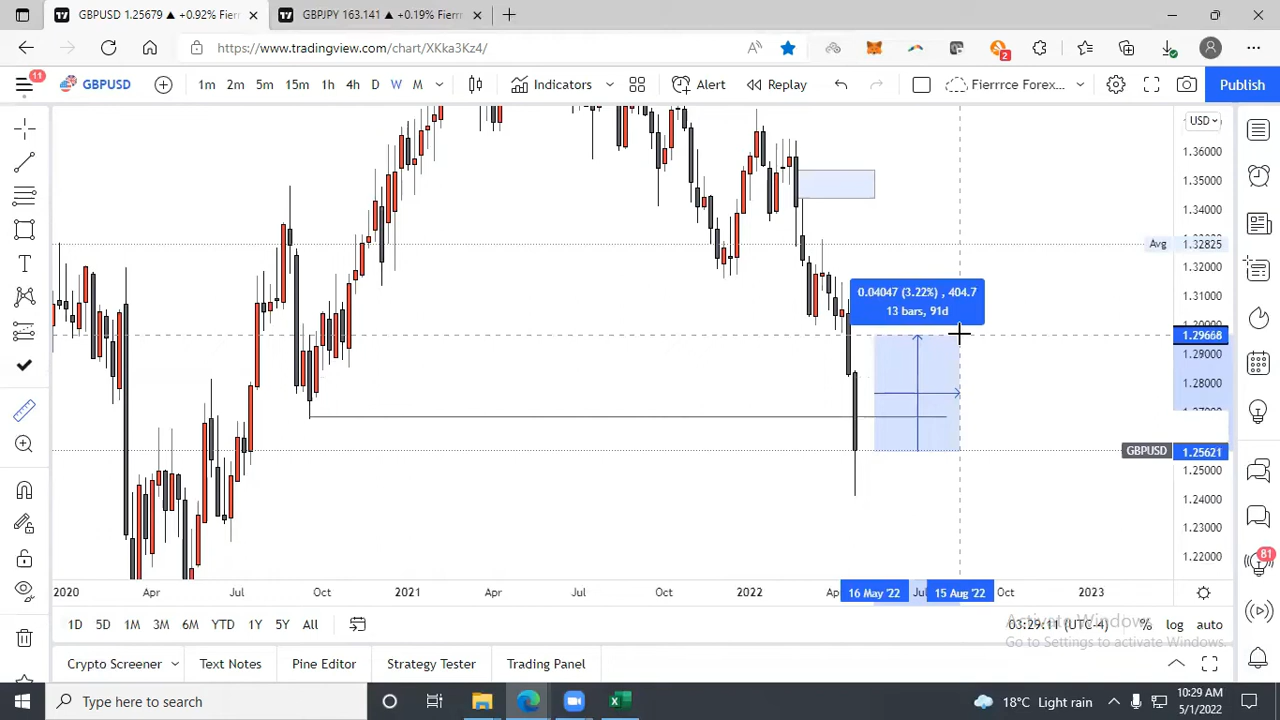 GBPUSD 1.25679 ▲ +0.92% Fierr
GBPJPY 163.141 ▲ +0.19% Fierrr
https://www.tradingview.com/chart/XKka3Kz4/
2
11
GBPUSD
1m 2m 5m 15m 1h 4h D W M
Indicators
Alert
Replay
Fierrrce Forex...
Publish
USD
1.36000
1.35000
1.34000
Avg 1.32825
1.32000
1.31000
0.04047 (3.22%) , 404.7
13 bars, 91d
1.29668
1.29000
1.28000
GBPUSD 1.25621
1.25000
1.24000
1.23000
1.22000
81
2020 Apr Jul Oct 2021 Apr Jul Oct 2022 Ap 16 May '22 Jul 15 Aug '22 Oct 2023
1D 5D 1M 3M 6M YTD 1Y 5Y All
03:29:11 (UTC-4) % log auto
Activate Windows
Go to Settings to activate Windows.
Crypto Screener Text Notes Pine Editor Strategy Tester Trading Panel
Type here to search
18°C Light rain
10:29 AM
5/1/2022